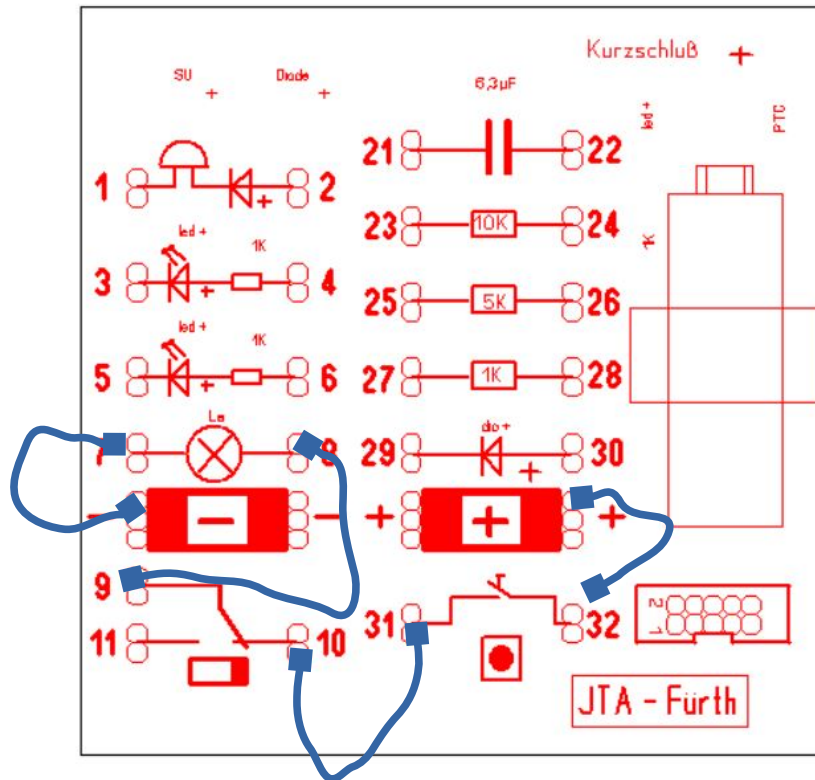 Kurzschluß +
SU
+
Diode
+
6,3µF
led +
PTC
21
22
1
2
+
23
10K
24
led +
1K
1K
3
4
+
25
5K
26
led +
1K
5
6
+
27
1K
28
La
dio +
7
8
29
30
+
-
-
-
+
+
+
9
31
32
2
1
11
10
JTA - Fürth